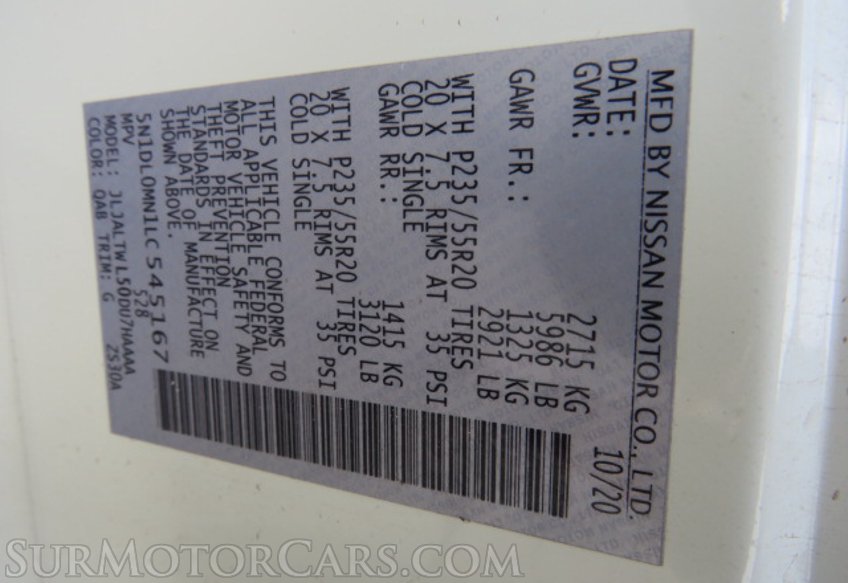 MFD BY NISSAN MOTOR CO., LTD.
DATE: 10/20
GVWR: 2715 KG
5986 LB
GAWR FR.: 1325 KG
2921 LB
WITH P235/55R20 TIRES
20 X 7.5 RIMS AT 35 PSI
COLD SINGLE
GAWR RR.: 1415 KG
3120 LB
WITH P235/55R20 TIRES
20 X 7.5 RIMS AT 35 PSI
COLD SINGLE
THIS VEHICLE CONFORMS TO
ALL APPLICABLE FEDERAL
MOTOR VEHICLE SAFETY AND
THEFT PREVENTION
STANDARDS IN EFFECT ON
THE DATE OF MANUFACTURE
SHOWN ABOVE.
5N1DL0MN1LC545167
MPV 528
MODEL: JLJALTWL50DU7HAAAA
COLOR: QAB TRIM: G 2S30A
SURMOTORCARS.COM